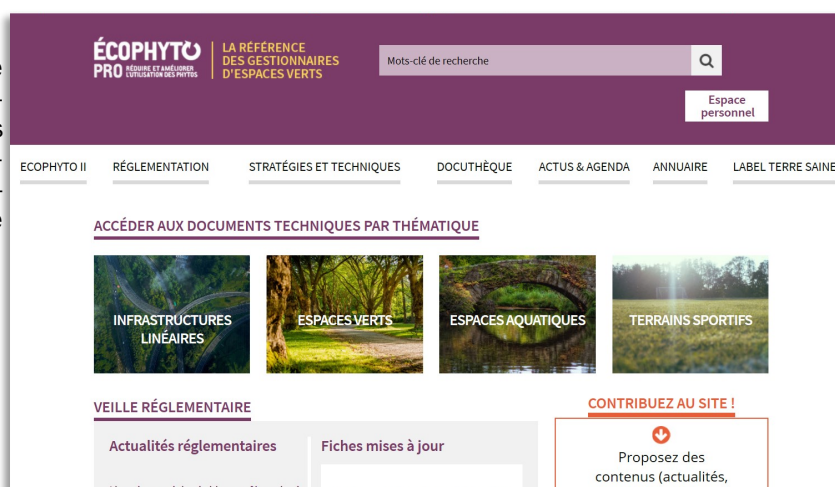 ÉCOPHYTO
PRO RÉDUIRE ET AMÉLIORER
L'UTILISATION DES PHYTOS
LA RÉFÉRENCE
DES GESTIONNAIRES
D'ESPACES VERTS
Mots-clé de recherche
Espace
personnel
ECOPHYTO II RÉGLEMENTATION STRATÉGIES ET TECHNIQUES DOCUTHÈQUE ACTUS & AGENDA ANNUAIRE LABEL TERRE SAINE
ACCÉDER AUX DOCUMENTS TECHNIQUES PAR THÉMATIQUE
INFRASTRUCTURES
LINÉAIRES
ESPACES VERTS
ESPACES AQUATIQUES
TERRAINS SPORTIFS
VEILLE RÉGLEMENTAIRE
Actualités réglementaires
Fiches mises à jour
CONTRIBUEZ AU SITE !
Proposez des
contenus (actualités,